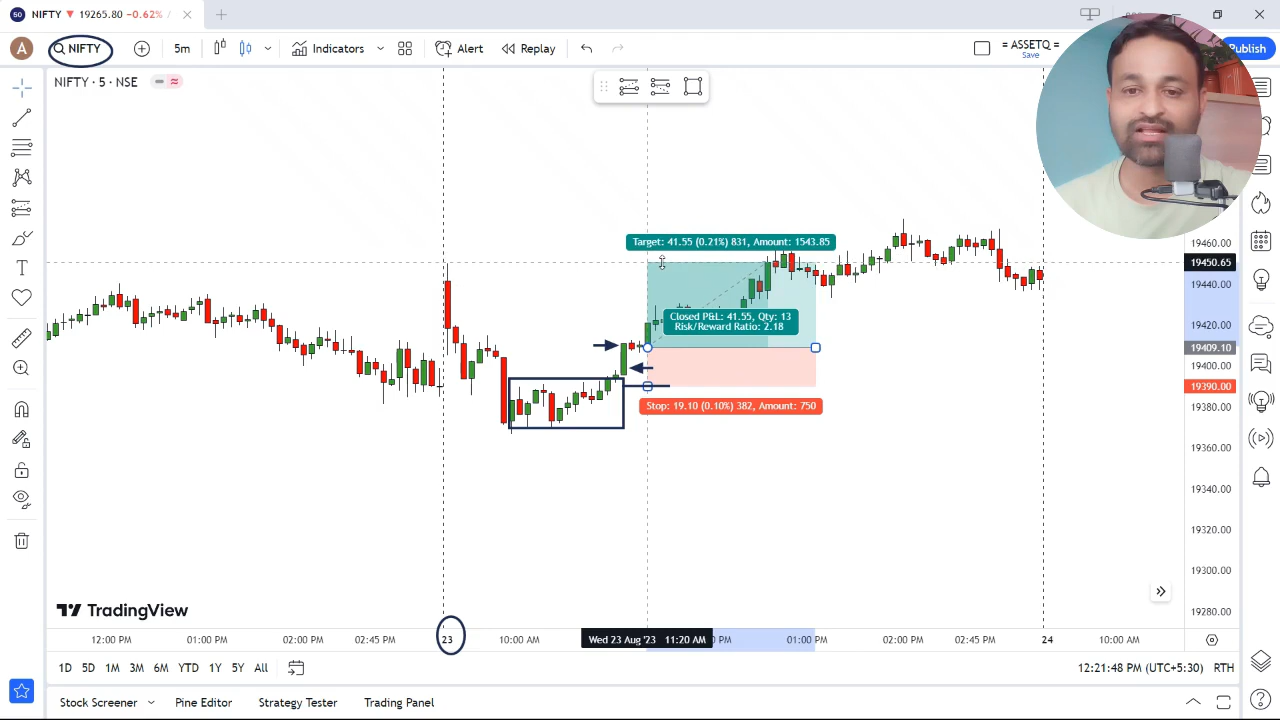 NIFTY ▼ 19265.80 −0.62% /
NIFTY
5m
Indicators
Alert
Replay
= ASSETQ =
Save
Publish
NIFTY · 5 · NSE
Target: 41.55 (0.21%) 831, Amount: 1543.85
Closed P&L: 41.55, Qty: 13
Risk/Reward Ratio: 2.18
Stop: 19.10 (0.10%) 382, Amount: 750
19460.00
19450.65
19440.00
19420.00
19409.10
19400.00
19390.00
19380.00
19360.00
19340.00
19320.00
19300.00
19280.00
TradingView
12:00 PM 01:00 PM 02:00 PM 02:45 PM 23 10:00 AM Wed 23 Aug '23 11:20 AM PM 01:00 PM 02:00 PM 02:45 PM 24 10:00 AM
1D 5D 1M 3M 6M YTD 1Y 5Y All
12:21:48 PM (UTC+5:30) RTH
Stock Screener Pine Editor Strategy Tester Trading Panel